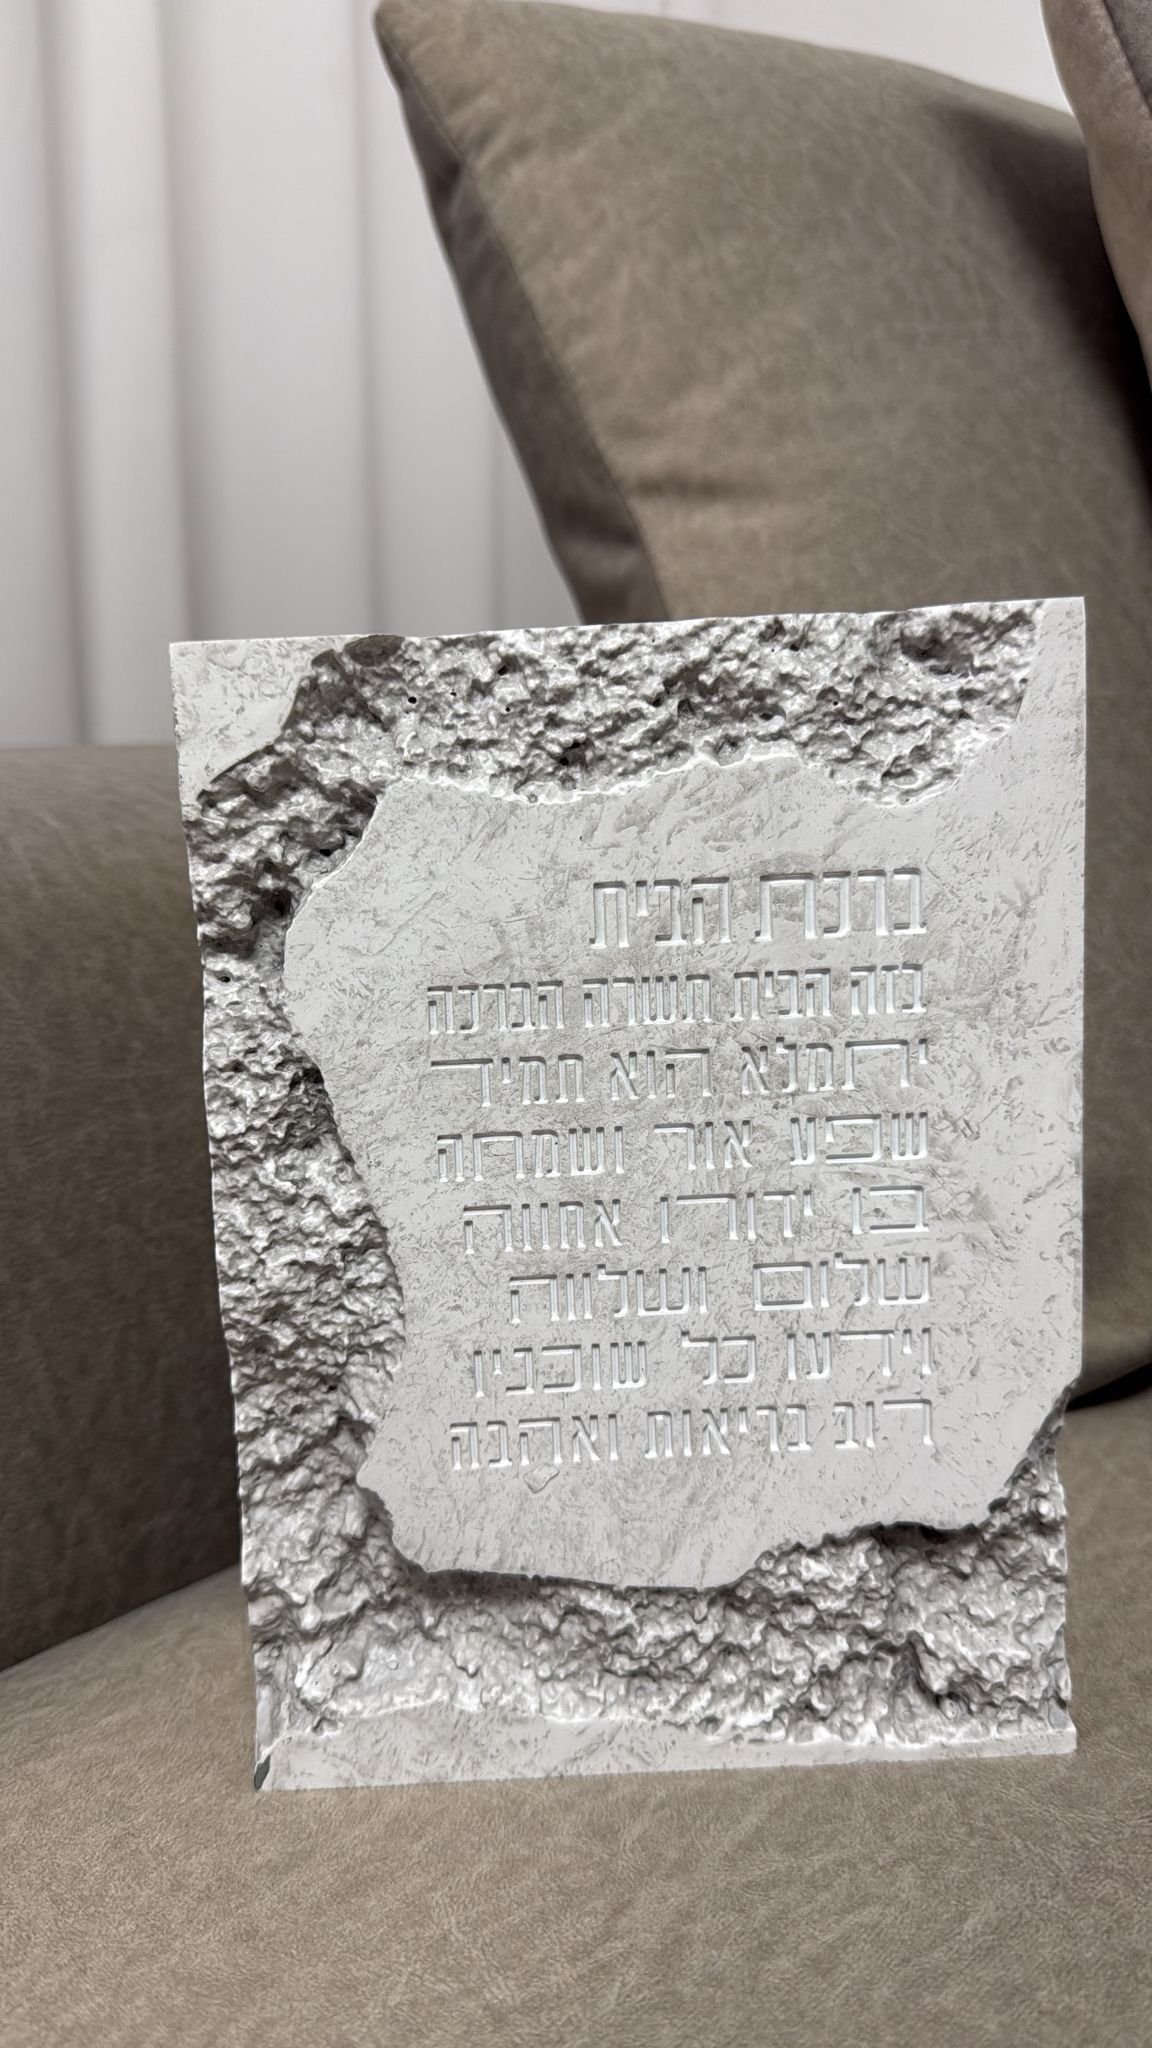 ברכת הבית
בזה הבית תשרה הברכה
יתמלא הוא תמיד
שפע אור ושמחה
בו ידורו אחווה
שלום ושלווה
וידעו כל שוכניו
רוב בריאות ואהבה